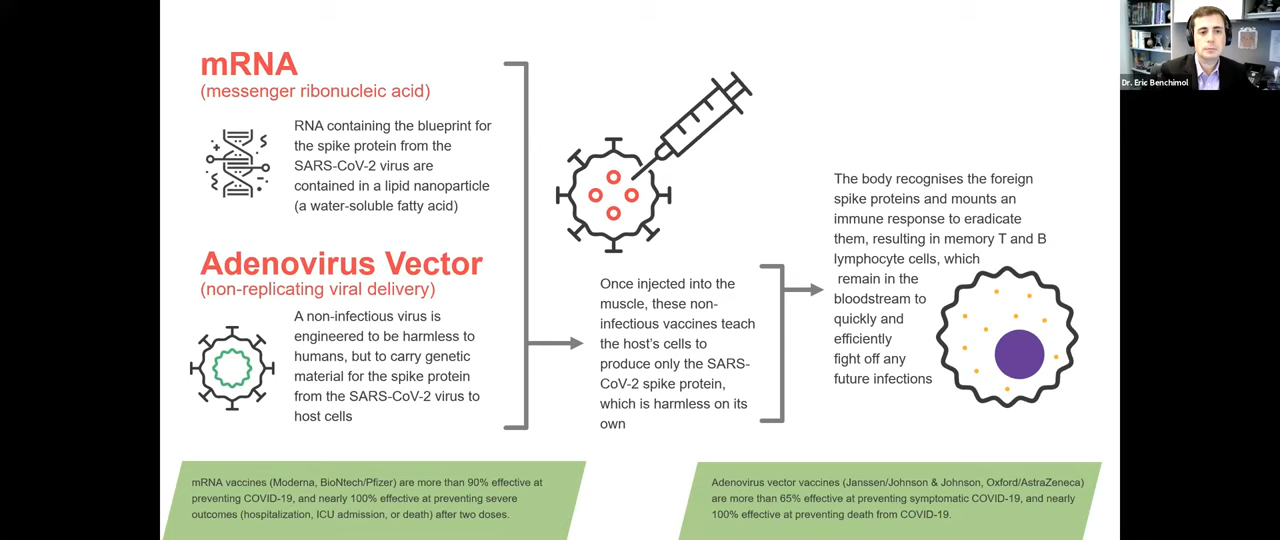 mRNA
(messenger ribonucleic acid)
RNA containing the blueprint for
the spike protein from the
SARS-CoV-2 virus are
contained in a lipid nanoparticle
(a water-soluble fatty acid)
Adenovirus Vector
(non-replicating viral delivery)
A non-infectious virus is
engineered to be harmless to
humans, but to carry genetic
material for the spike protein
from the SARS-CoV-2 virus to
host cells
Once injected into the
muscle, these non-
infectious vaccines teach
the host's cells to
produce only the SARS-
CoV-2 spike protein,
which is harmless on its
own
The body recognises the foreign
spike proteins and mounts an
immune response to eradicate
them, resulting in memory T and B
lymphocyte cells, which
remain in the
bloodstream to
quickly and
efficiently
fight off any
future infections
mRNA vaccines (Moderna, BioNtech/Pfizer) are more than 90% effective at
preventing COVID-19, and nearly 100% effective at preventing severe
outcomes (hospitalization, ICU admission, or death) after two doses.
Adenovirus vector vaccines (Janssen/Johnson & Johnson, Oxford/AstraZeneca)
are more than 65% effective at preventing symptomatic COVID-19, and nearly
100% effective at preventing death from COVID-19.
Dr. Eric Benchimol